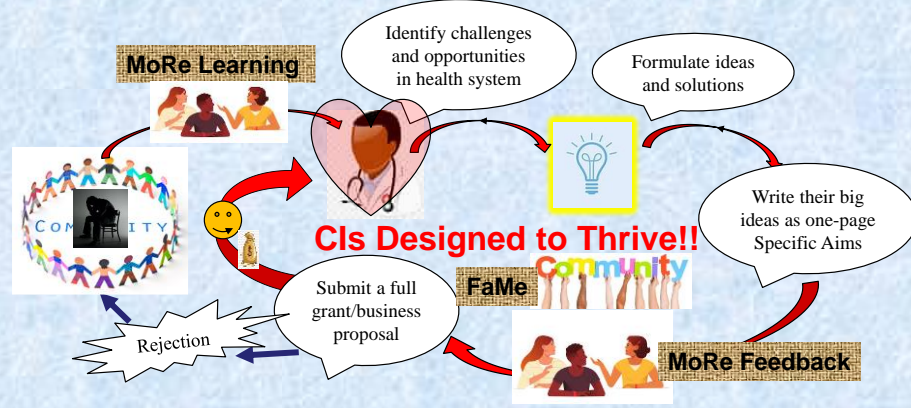 MoRe Learning
Identify challenges
and opportunities
in health system
Formulate ideas
and solutions
Write their big
ideas as one-page
Specific Aims
COM ITY
CIs Designed to Thrive!!
FaMe
Community
Submit a full
grant/business
proposal
Rejection
MoRe Feedback